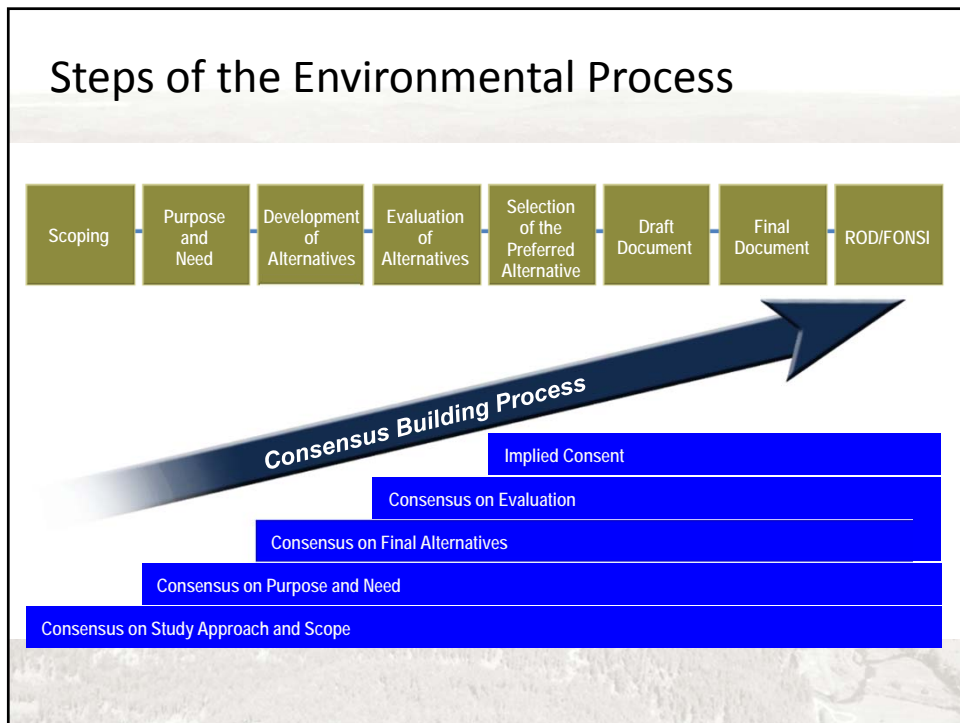 Steps of the Environmental Process
Scoping
Purpose
and
Need
Development
of
Alternatives
Evaluation
of
Alternatives
Selection
of the
Preferred
Alternative
Draft
Document
Final
Document
ROD/FONSI
Consensus Building Process
Implied Consent
Consensus on Evaluation
Consensus on Final Alternatives
Consensus on Purpose and Need
Consensus on Study Approach and Scope